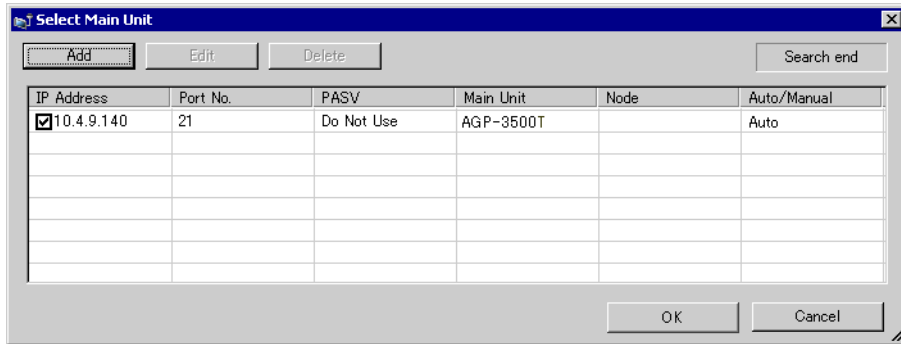 Select Main Unit
Add Edit Delete Search end
IP Address Port No. PASV Main Unit Node Auto/Manual
10.4.9.140 21 Do Not Use AGP-3500T Auto
OK Cancel